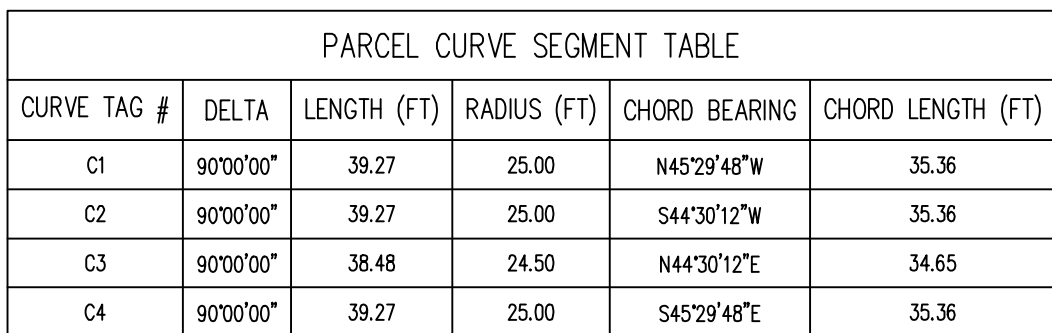 PARCEL CURVE SEGMENT TABLE
CURVE TAG # DELTA LENGTH (FT) RADIUS (FT) CHORD BEARING CHORD LENGTH (FT)
C1 90°00'00" 39.27 25.00 N45°29'48"W 35.36
C2 90°00'00" 39.27 25.00 S44°30'12"W 35.36
C3 90°00'00" 38.48 24.50 N44°30'12"E 34.65
C4 90°00'00" 39.27 25.00 S45°29'48"E 35.36